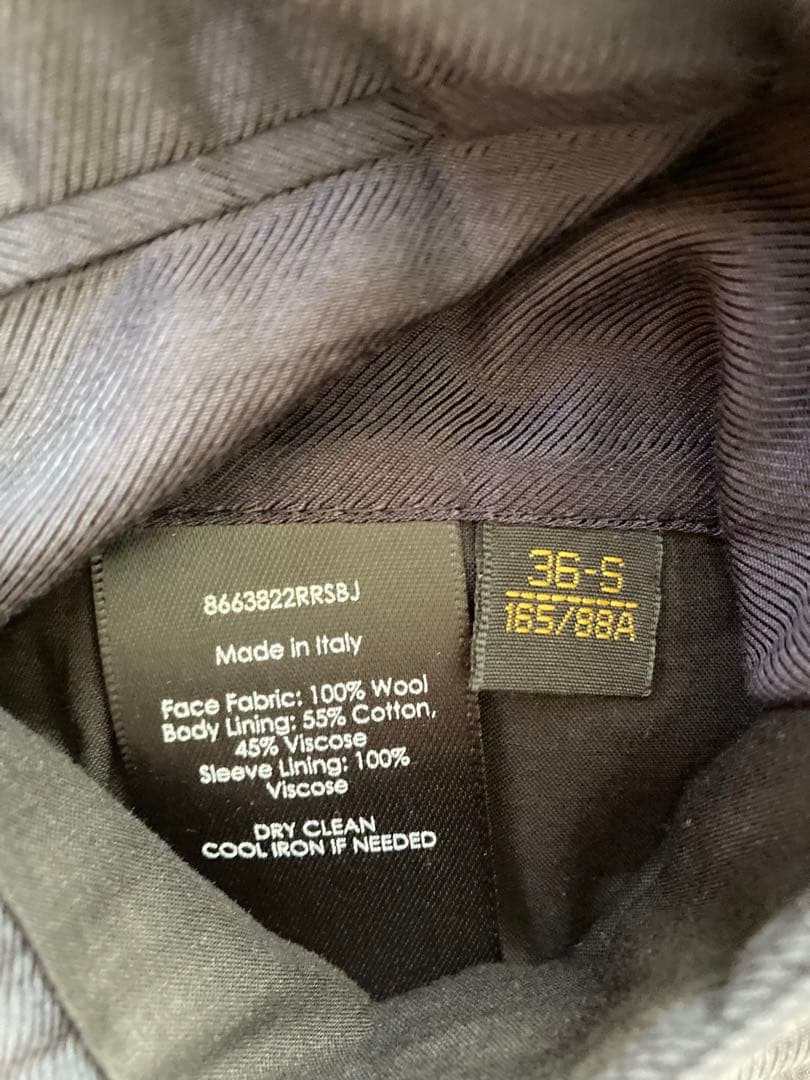 8663822RRSBJ
Made in Italy
Face Fabric: 100% Wool
Body Lining: 55% Cotton,
45% Viscose
Sleeve Lining: 100%
Viscose
DRY CLEAN
COOL IRON IF NEEDED
36-S
165/88A